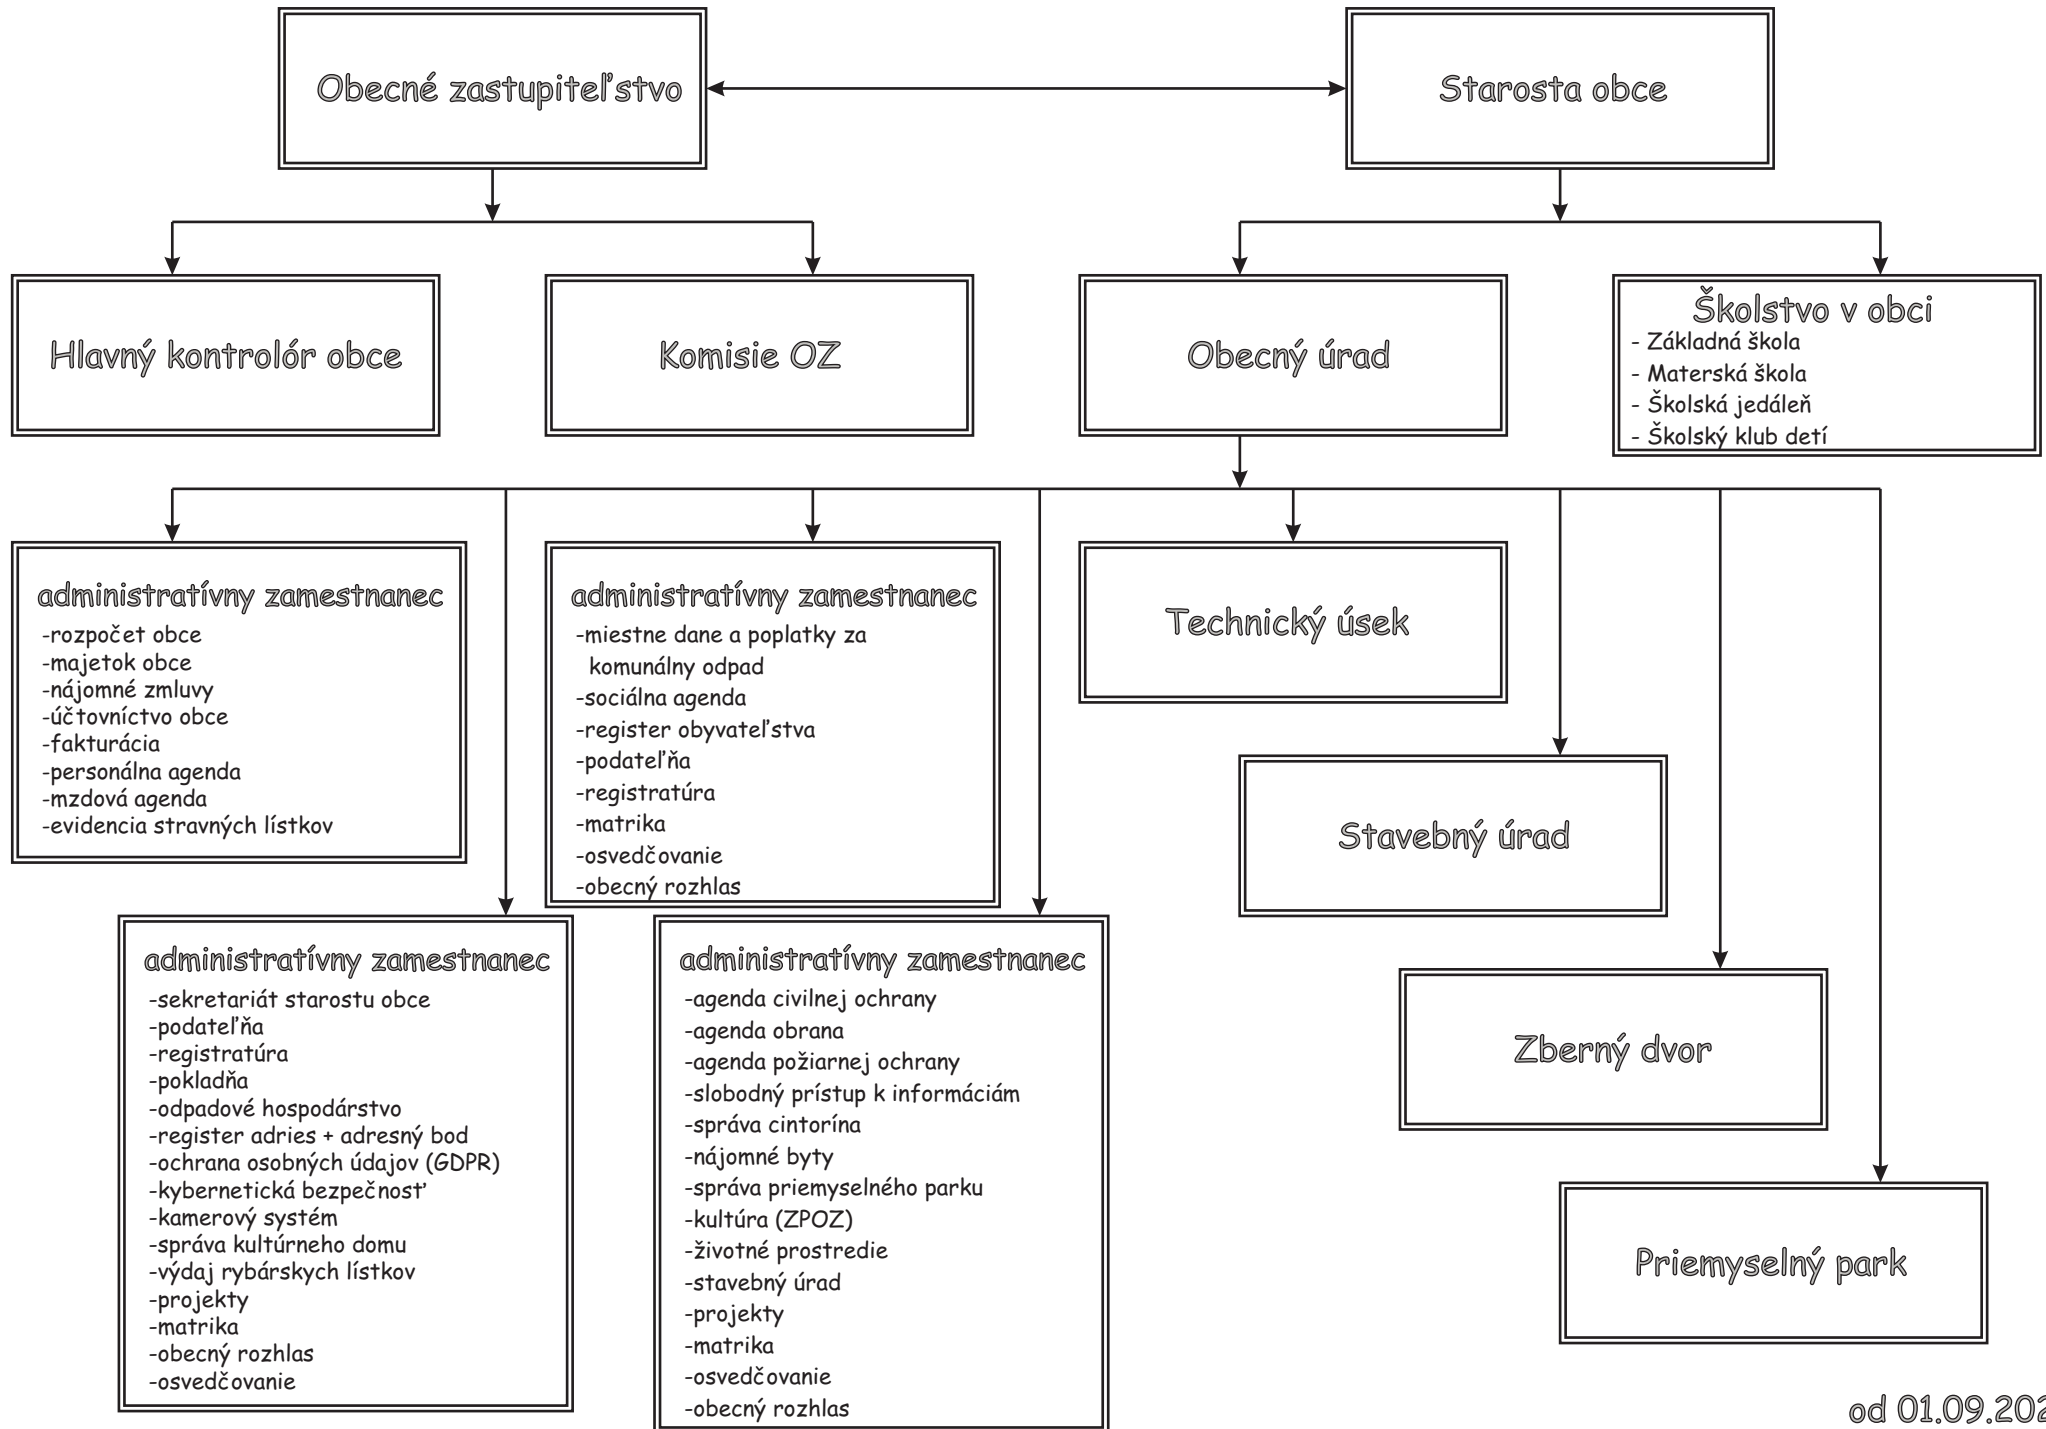 Obecné zastupiteľstvo
Starosta obce
Hlavný kontrolór obce
Komisie OZ
Obecný úrad
Školstvo v obci
- Základná škola
- Materská škola
- Školská jedáleň
- Školský klub detí
administratívny zamestnanec
-rozpočet obce
-majetok obce
-nájomné zmluvy
-účtovníctvo obce
-fakturácia
-personálna agenda
-mzdová agenda
-evidencia stravných lístkov
administratívny zamestnanec
-miestne dane a poplatky za
komunálny odpad
-sociálna agenda
-register obyvateľstva
-podateľňa
-registratúra
-matrika
-osvedčovanie
-obecný rozhlas
Technický úsek
Stavebný úrad
administratívny zamestnanec
-sekretariát starostu obce
-podateľňa
-registratúra
-pokladňa
-odpadové hospodárstvo
-register adries + adresný bod
-ochrana osobných údajov (GDPR)
-kybernetická bezpečnosť
-kamerový systém
-správa kultúrneho domu
-výdaj rybárskych lístkov
-projekty
-matrika
-obecný rozhlas
-osvedčovanie
administratívny zamestnanec
-agenda civilnej ochrany
-agenda obrana
-agenda požiarnej ochrany
-slobodný prístup k informáciám
-správa cintorína
-nájomné byty
-správa priemyselného parku
-kultúra (ZPOZ)
-životné prostredie
-stavebný úrad
-projekty
-matrika
-osvedčovanie
-obecný rozhlas
Zberný dvor
Priemyselný park
od 01.09.202